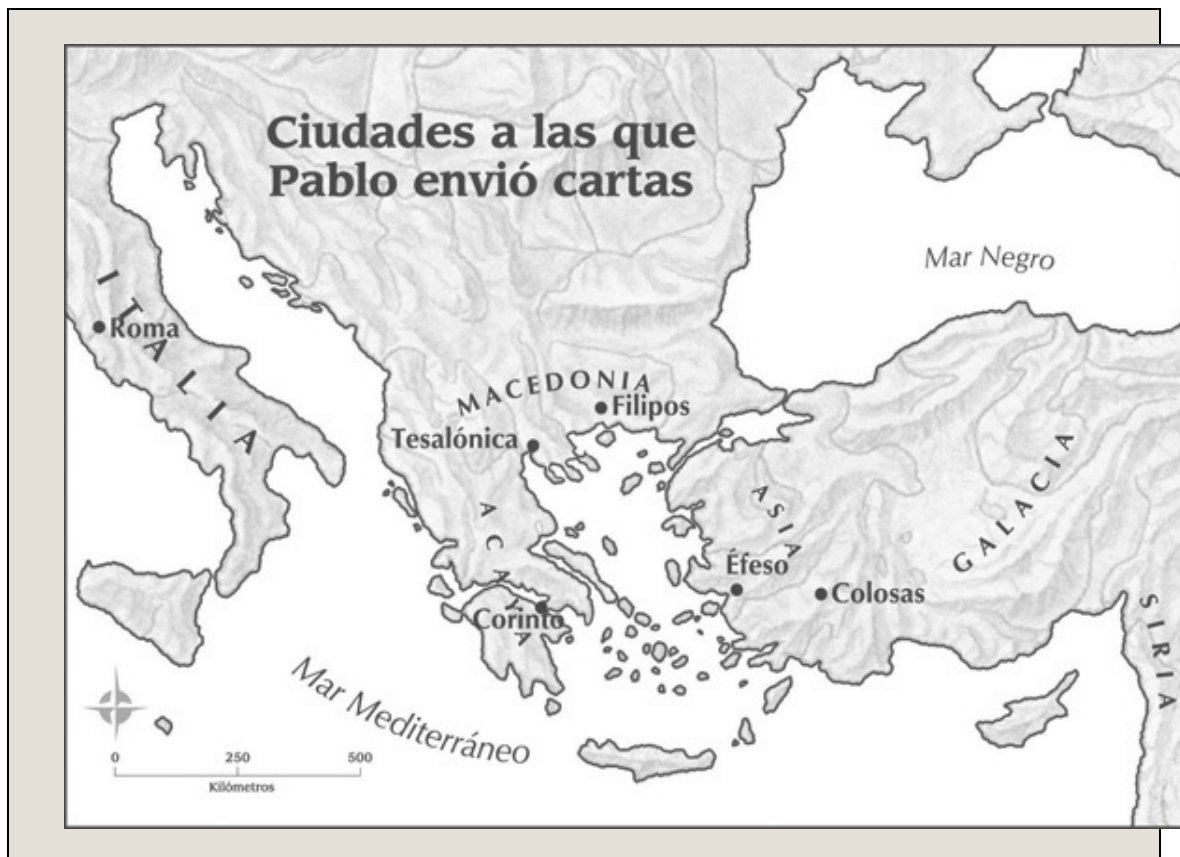 Ciudades a las que
Pablo envió cartas
Mar Negro
ITALIA
Roma
MACEDONIA
Filipos
Tesalónica
GALACIA
ASIA
ACAYA
Éfeso
Colosas
Corinto
SIRIA
Mar Mediterráneo
0 250 500
Kilómetros